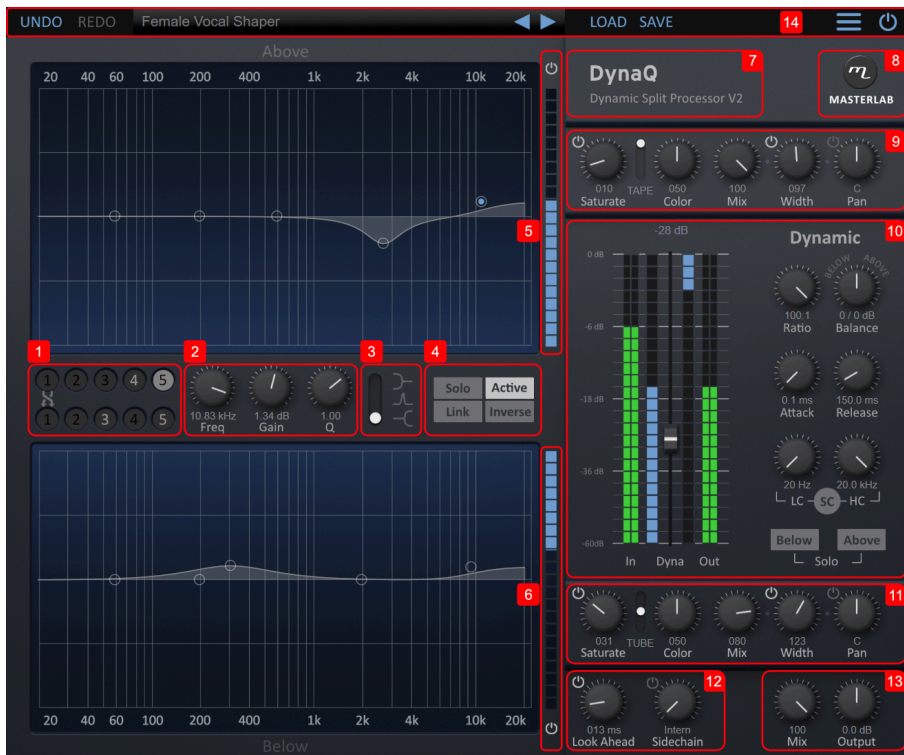 UNDO REDO Female Vocal Shaper LOAD SAVE 14
Above
20 40 60 100 200 400 1k 2k 4k 10k 20k
5
DynaQ
Dynamic Split Processor V2
7
8
MASTERLAB
9
010 TAPE 050 100 097 C
Saturate Color Mix Width Pan
10
-28 dB
Dynamic
0 dB
-6 dB
-18 dB
-36 dB
-60dB
In Dyna Out
BELOW ABOVE
100:1 0 / 0 dB
Ratio Balance
0.1 ms 150.0 ms
Attack Release
20 Hz 20.0 kHz
LC SC HC
Below Above
Solo
1
1 2 3 4 5
1 2 3 4 5
2
10.83 kHz 1.34 dB 1.00
Freq Gain Q
3
4
Solo Active
Link Inverse
6
20 40 60 100 200 400 1k 2k 4k 10k 20k
Below
11
031 TUBE 050 080 123 C
Saturate Color Mix Width Pan
12
013 ms Intern
Look Ahead Sidechain
13
100 0.0 dB
Mix Output